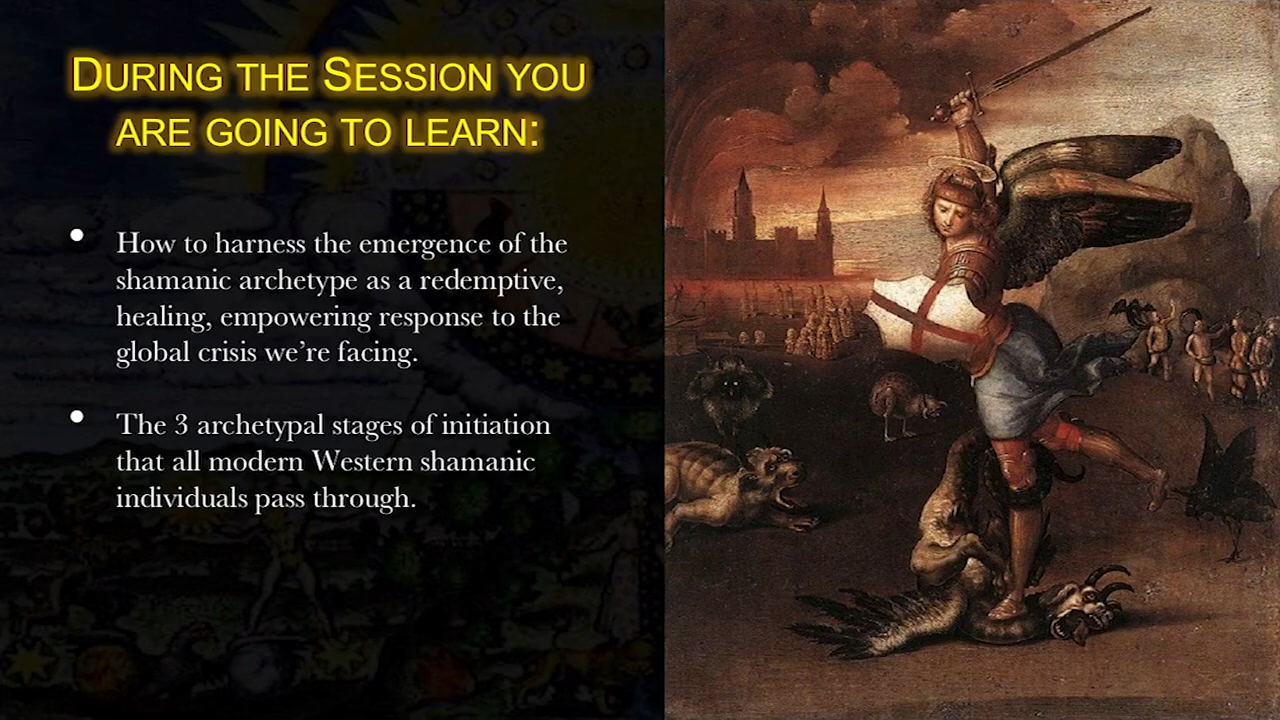 DURING THE SESSION YOU
ARE GOING TO LEARN:
• How to harness the emergence of the
shamanic archetype as a redemptive,
healing, empowering response to the
global crisis we’re facing.
• The 3 archetypal stages of initiation
that all modern Western shamanic
individuals pass through.